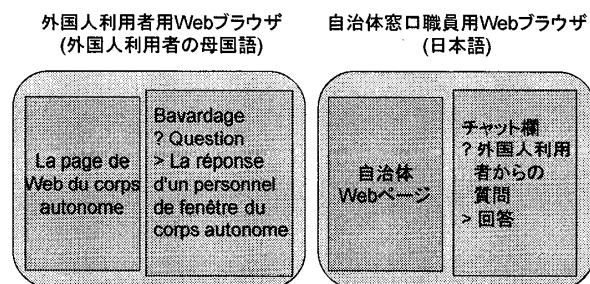 外国人利用者用Webブラウザ
(外国人利用者の母国語)
La page de
Web du corps
autonome
Bavardage
? Question
> La réponse
d'un personnel
de fenêtre du
corps autonome
自治体窓口職員用Webブラウザ
(日本語)
自治体
Webページ
チャット欄
? 外国人利用
者からの
質問
> 回答